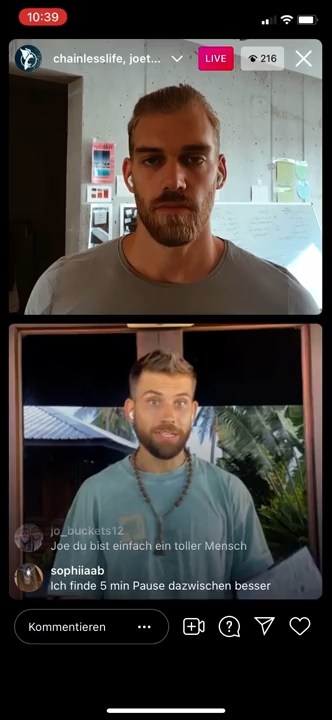 10:39
chainlesslife, joet...
LIVE
216
jo_buckets12
Joe du bist einfach ein toller Mensch
sophiiaab
Ich finde 5 min Pause dazwischen besser
Kommentieren